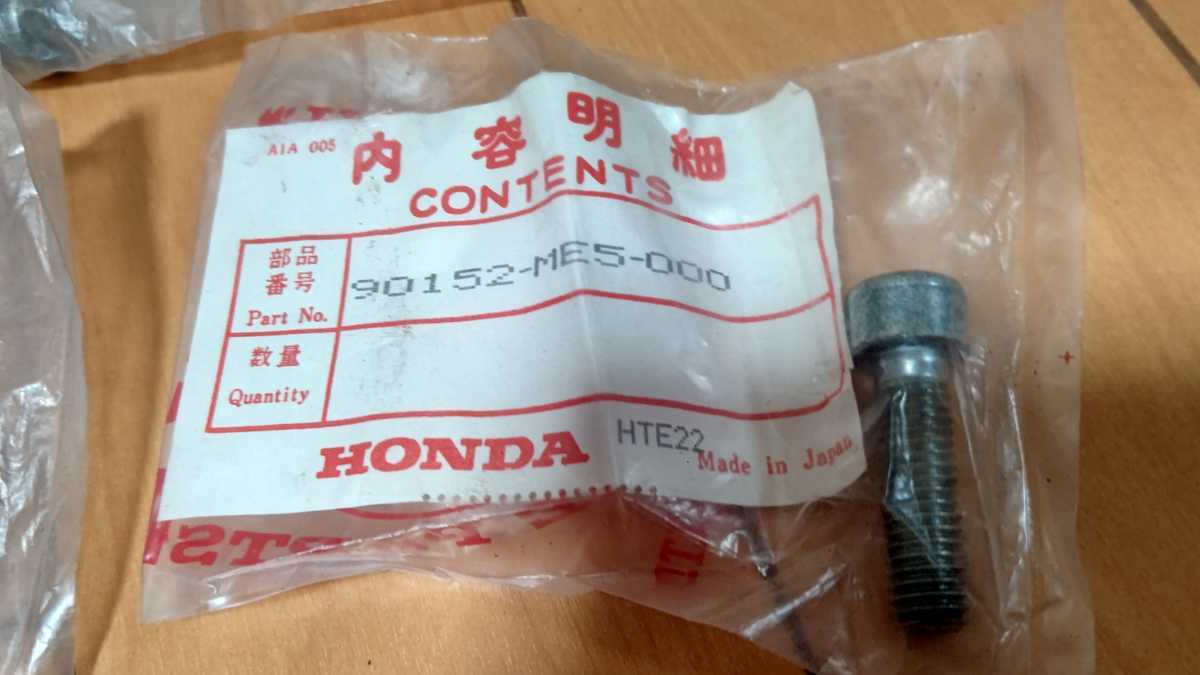 AIA 005
内容明細
CONTENTS
部品
番号
Part No.
90152-ME5-000
数量
Quantity
HONDA
HTE22
Made in Japan